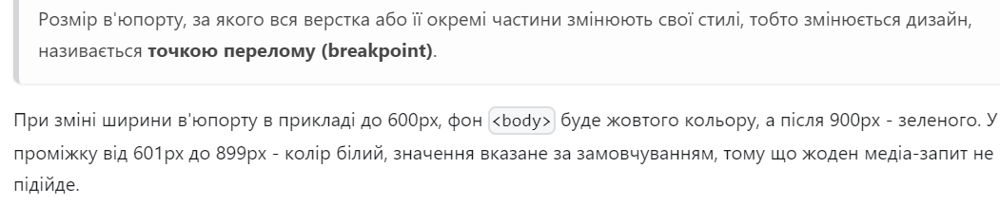 Розмір в'юпорту, за якого вся верстка або її окремі частини змінюють свої стилі, тобто змінюється дизайн,
називається точкою перелому (breakpoint).
При зміні ширини в'юпорту в прикладі до 600px, фон <body> буде жовтого кольору, а після 900px - зеленого. У
проміжку від 601px до 899px - колір білий, значення вказане за замовчуванням, тому що жоден медіа-запит не
підійде.